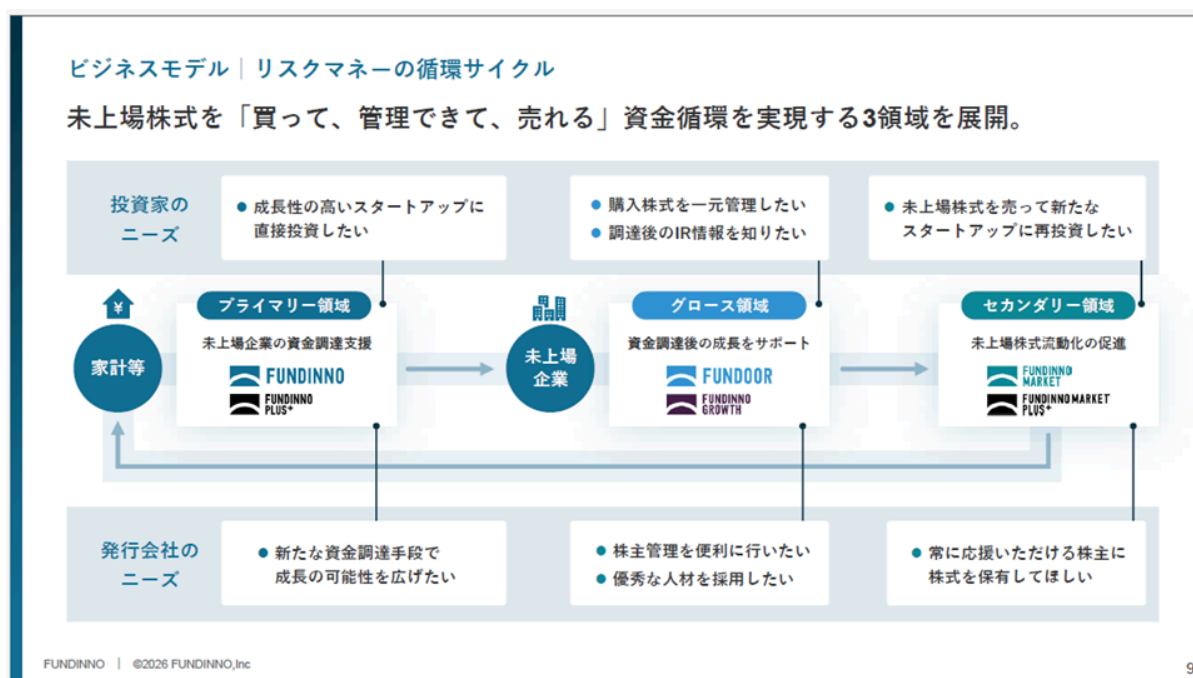 ビジネスモデル｜リスクマネーの循環サイクル
未上場株式を「買って、管理できて、売れる」資金循環を実現する3領域を展開。
投資家の
ニーズ
● 成長性の高いスタートアップに
直接投資したい
● 購入株式を一元管理したい
● 調達後のIR情報を知りたい
● 未上場株式を売って新たな
スタートアップに再投資したい
¥
家計等
プライマリー領域
未上場企業の資金調達支援
FUNDINNO
FUNDINNO
PLUS+
未上場
企業
グロース領域
資金調達後の成長をサポート
FUNDOOR
FUNDINNO
GROWTH
セカンダリー領域
未上場株式流動化の促進
FUNDINNO
MARKET
FUNDINNO MARKET
PLUS+
発行会社の
ニーズ
● 新たな資金調達手段で
成長の可能性を広げたい
● 株主管理を便利に行いたい
● 優秀な人材を採用したい
● 常に応援いただける株主に
株式を保有してほしい
FUNDINNO | ©2026 FUNDINNO,Inc
9